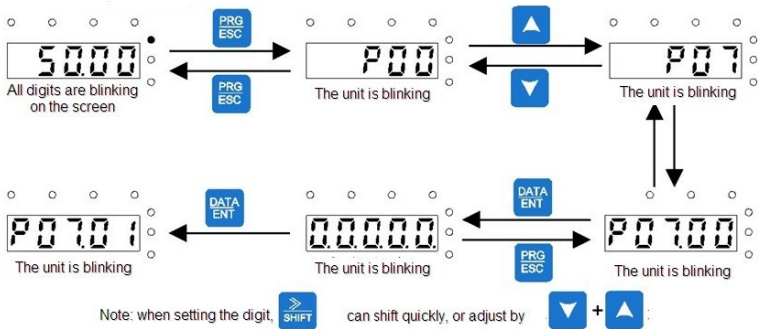 PRG
ESC
50.00
P00
P07
PRG
ESC
All digits are blinking
on the screen
The unit is blinking
The unit is blinking
DATA
ENT
DATA
ENT
P07.01
0.0.0.0.0.
P07.00
PRG
ESC
The unit is blinking
The unit is blinking
The unit is blinking
Note: when setting the digit, SHIFT can shift quickly, or adjust by + :